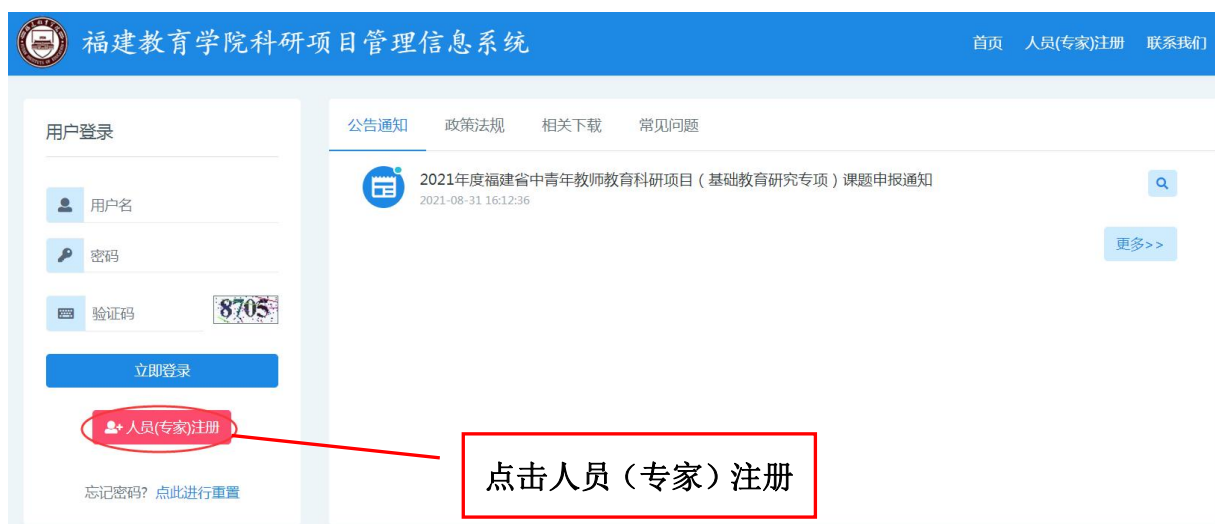 福建教育学院科研项目管理信息系统
首页 人员(专家)注册 联系我们
用户登录
用户名
密码
验证码 8705
立即登录
人员(专家)注册
忘记密码? 点此进行重置
公告通知 政策法规 相关下载 常见问题
2021年度福建省中青年教师教育科研项目(基础教育研究专项)课题申报通知
2021-08-31 16:12:36
更多>>
点击人员（专家）注册